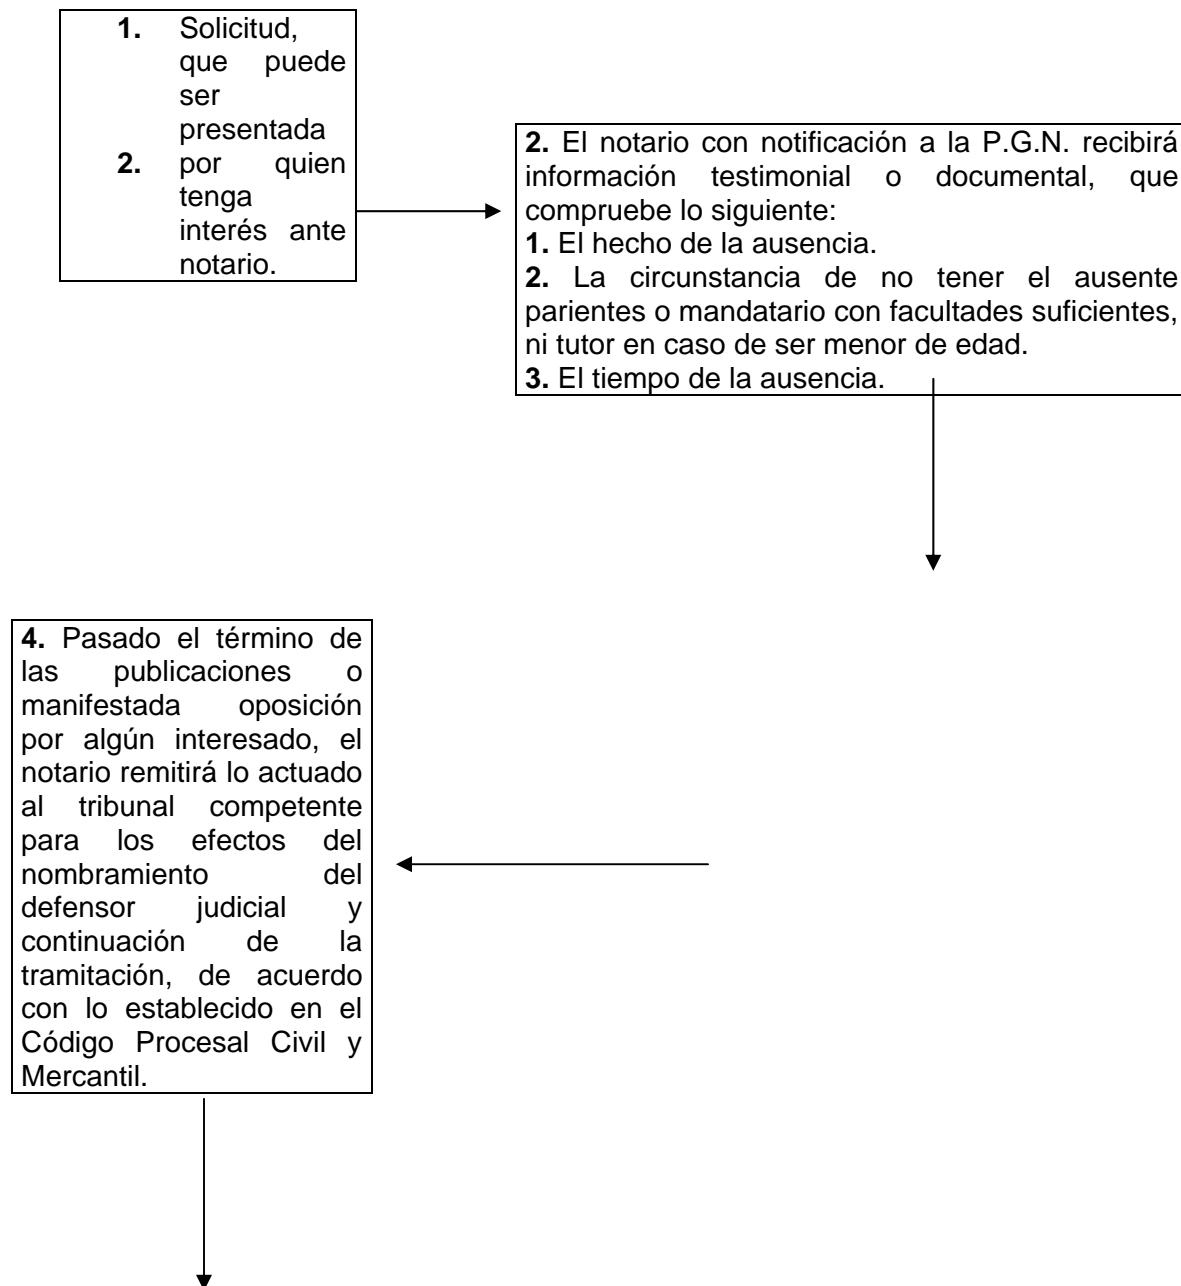 1. Solicitud,
que puede
ser
presentada
2. por quien
tenga
interés ante
notario.
2. El notario con notificación a la P.G.N. recibirá
información testimonial o documental, que
compruebe lo siguiente:
1. El hecho de la ausencia.
2. La circunstancia de no tener el ausente
parientes o mandatario con facultades suficientes,
ni tutor en caso de ser menor de edad.
3. El tiempo de la ausencia.
4. Pasado el término de
las publicaciones o
manifestada oposición
por algún interesado, el
notario remitirá lo actuado
al tribunal competente
para los efectos del
nombramiento del
defensor judicial y
continuación de la
tramitación, de acuerdo
con lo establecido en el
Código Procesal Civil y
Mercantil.